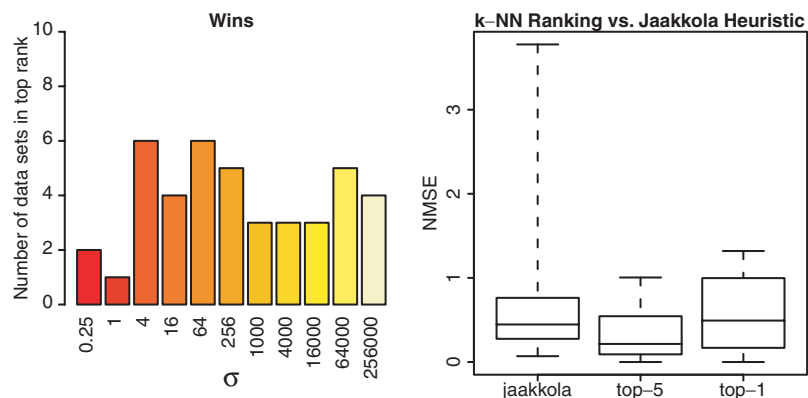 Wins
Number of data sets in top rank
10
8
6
4
2
0
0.25
1
4
16
64
256
1000
4000
16000
64000
256000
σ
k−NN Ranking vs. Jaakkola Heuristic
NMSE
3
2
1
0
jaakkola
top−5
top−1